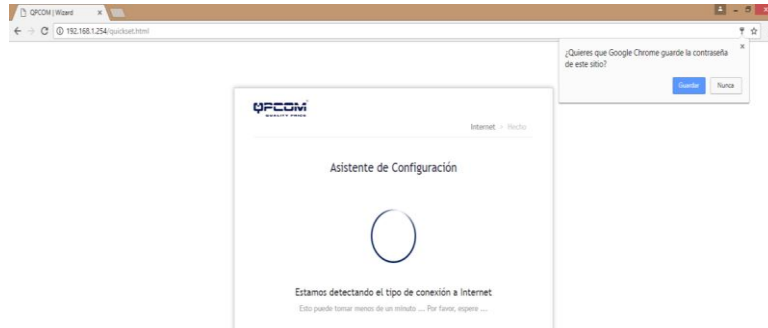 QPCOM | Wizard
192.168.1.254/quickset.html
¿Quieres que Google Chrome guarde la contraseña
de este sitio?
Guardar Nunca
QPCOM
QUALITY PRICE
Internet > Hecho
Asistente de Configuración
Estamos detectando el tipo de conexión a Internet
Esto puede tomar menos de un minuto .... Por favor, espere ....